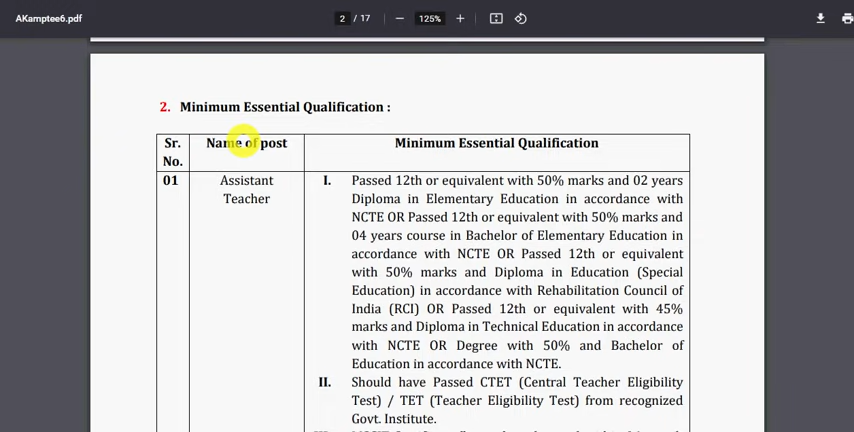 AKamptee6.pdf
2 / 17
125%
2. Minimum Essential Qualification :
Sr. No.
Name of post
Minimum Essential Qualification
01
Assistant
Teacher
I. Passed 12th or equivalent with 50% marks and 02 years
Diploma in Elementary Education in accordance with
NCTE OR Passed 12th or equivalent with 50% marks and
04 years course in Bachelor of Elementary Education in
accordance with NCTE OR Passed 12th or equivalent
with 50% marks and Diploma in Education (Special
Education) in accordance with Rehabilitation Council of
India (RCI) OR Passed 12th or equivalent with 45%
marks and Diploma in Technical Education in accordance
with NCTE OR Degree with 50% and Bachelor of
Education in accordance with NCTE.
II. Should have Passed CTET (Central Teacher Eligibility
Test) / TET (Teacher Eligibility Test) from recognized
Govt. Institute.